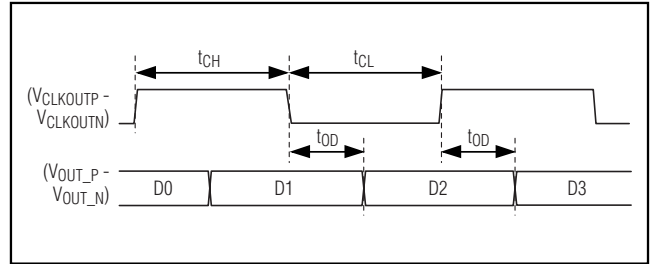 tCH tCL
(VCLKOUTP -
VCLKOUTN)
tOD tOD
(VOUT_P -
VOUT_N)
D0 D1 D2 D3